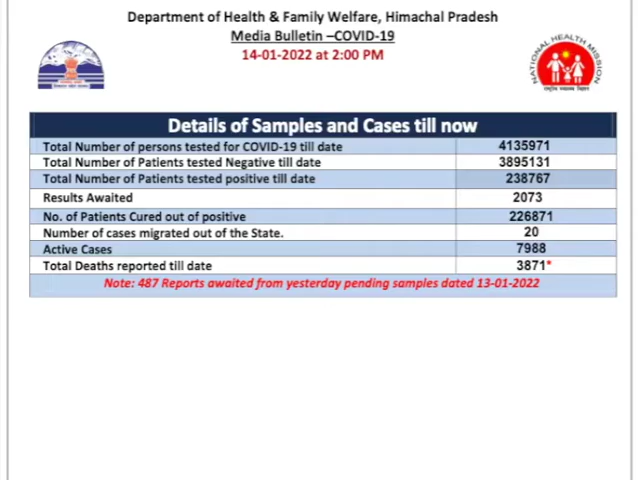 Department of Health & Family Welfare, Himachal Pradesh
Media Bulletin –COVID-19
14-01-2022 at 2:00 PM
NATIONAL HEALTH MISSION
Details of Samples and Cases till now
Total Number of persons tested for COVID-19 till date 4135971
Total Number of Patients tested Negative till date 3895131
Total Number of Patients tested positive till date 238767
Results Awaited 2073
No. of Patients Cured out of positive 226871
Number of cases migrated out of the State. 20
Active Cases 7988
Total Deaths reported till date 3871*
Note: 487 Reports awaited from yesterday pending samples dated 13-01-2022